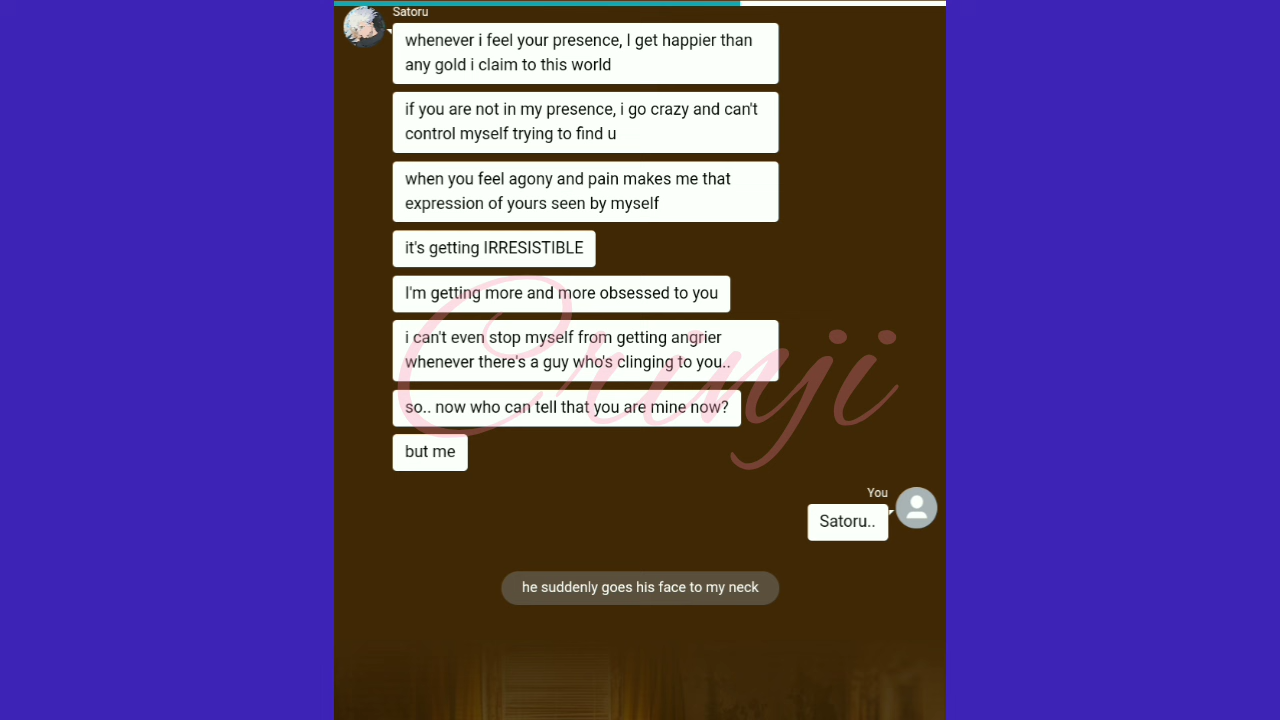 Satoru
whenever i feel your presence, I get happier than
any gold i claim to this world
if you are not in my presence, i go crazy and can't
control myself trying to find u
when you feel agony and pain makes me that
expression of yours seen by myself
it's getting IRRESISTIBLE
I'm getting more and more obsessed to you
i can't even stop myself from getting angrier
whenever there's a guy who's clinging to you..
so.. now who can tell that you are mine now?
but me
You
Satoru..
he suddenly goes his face to my neck